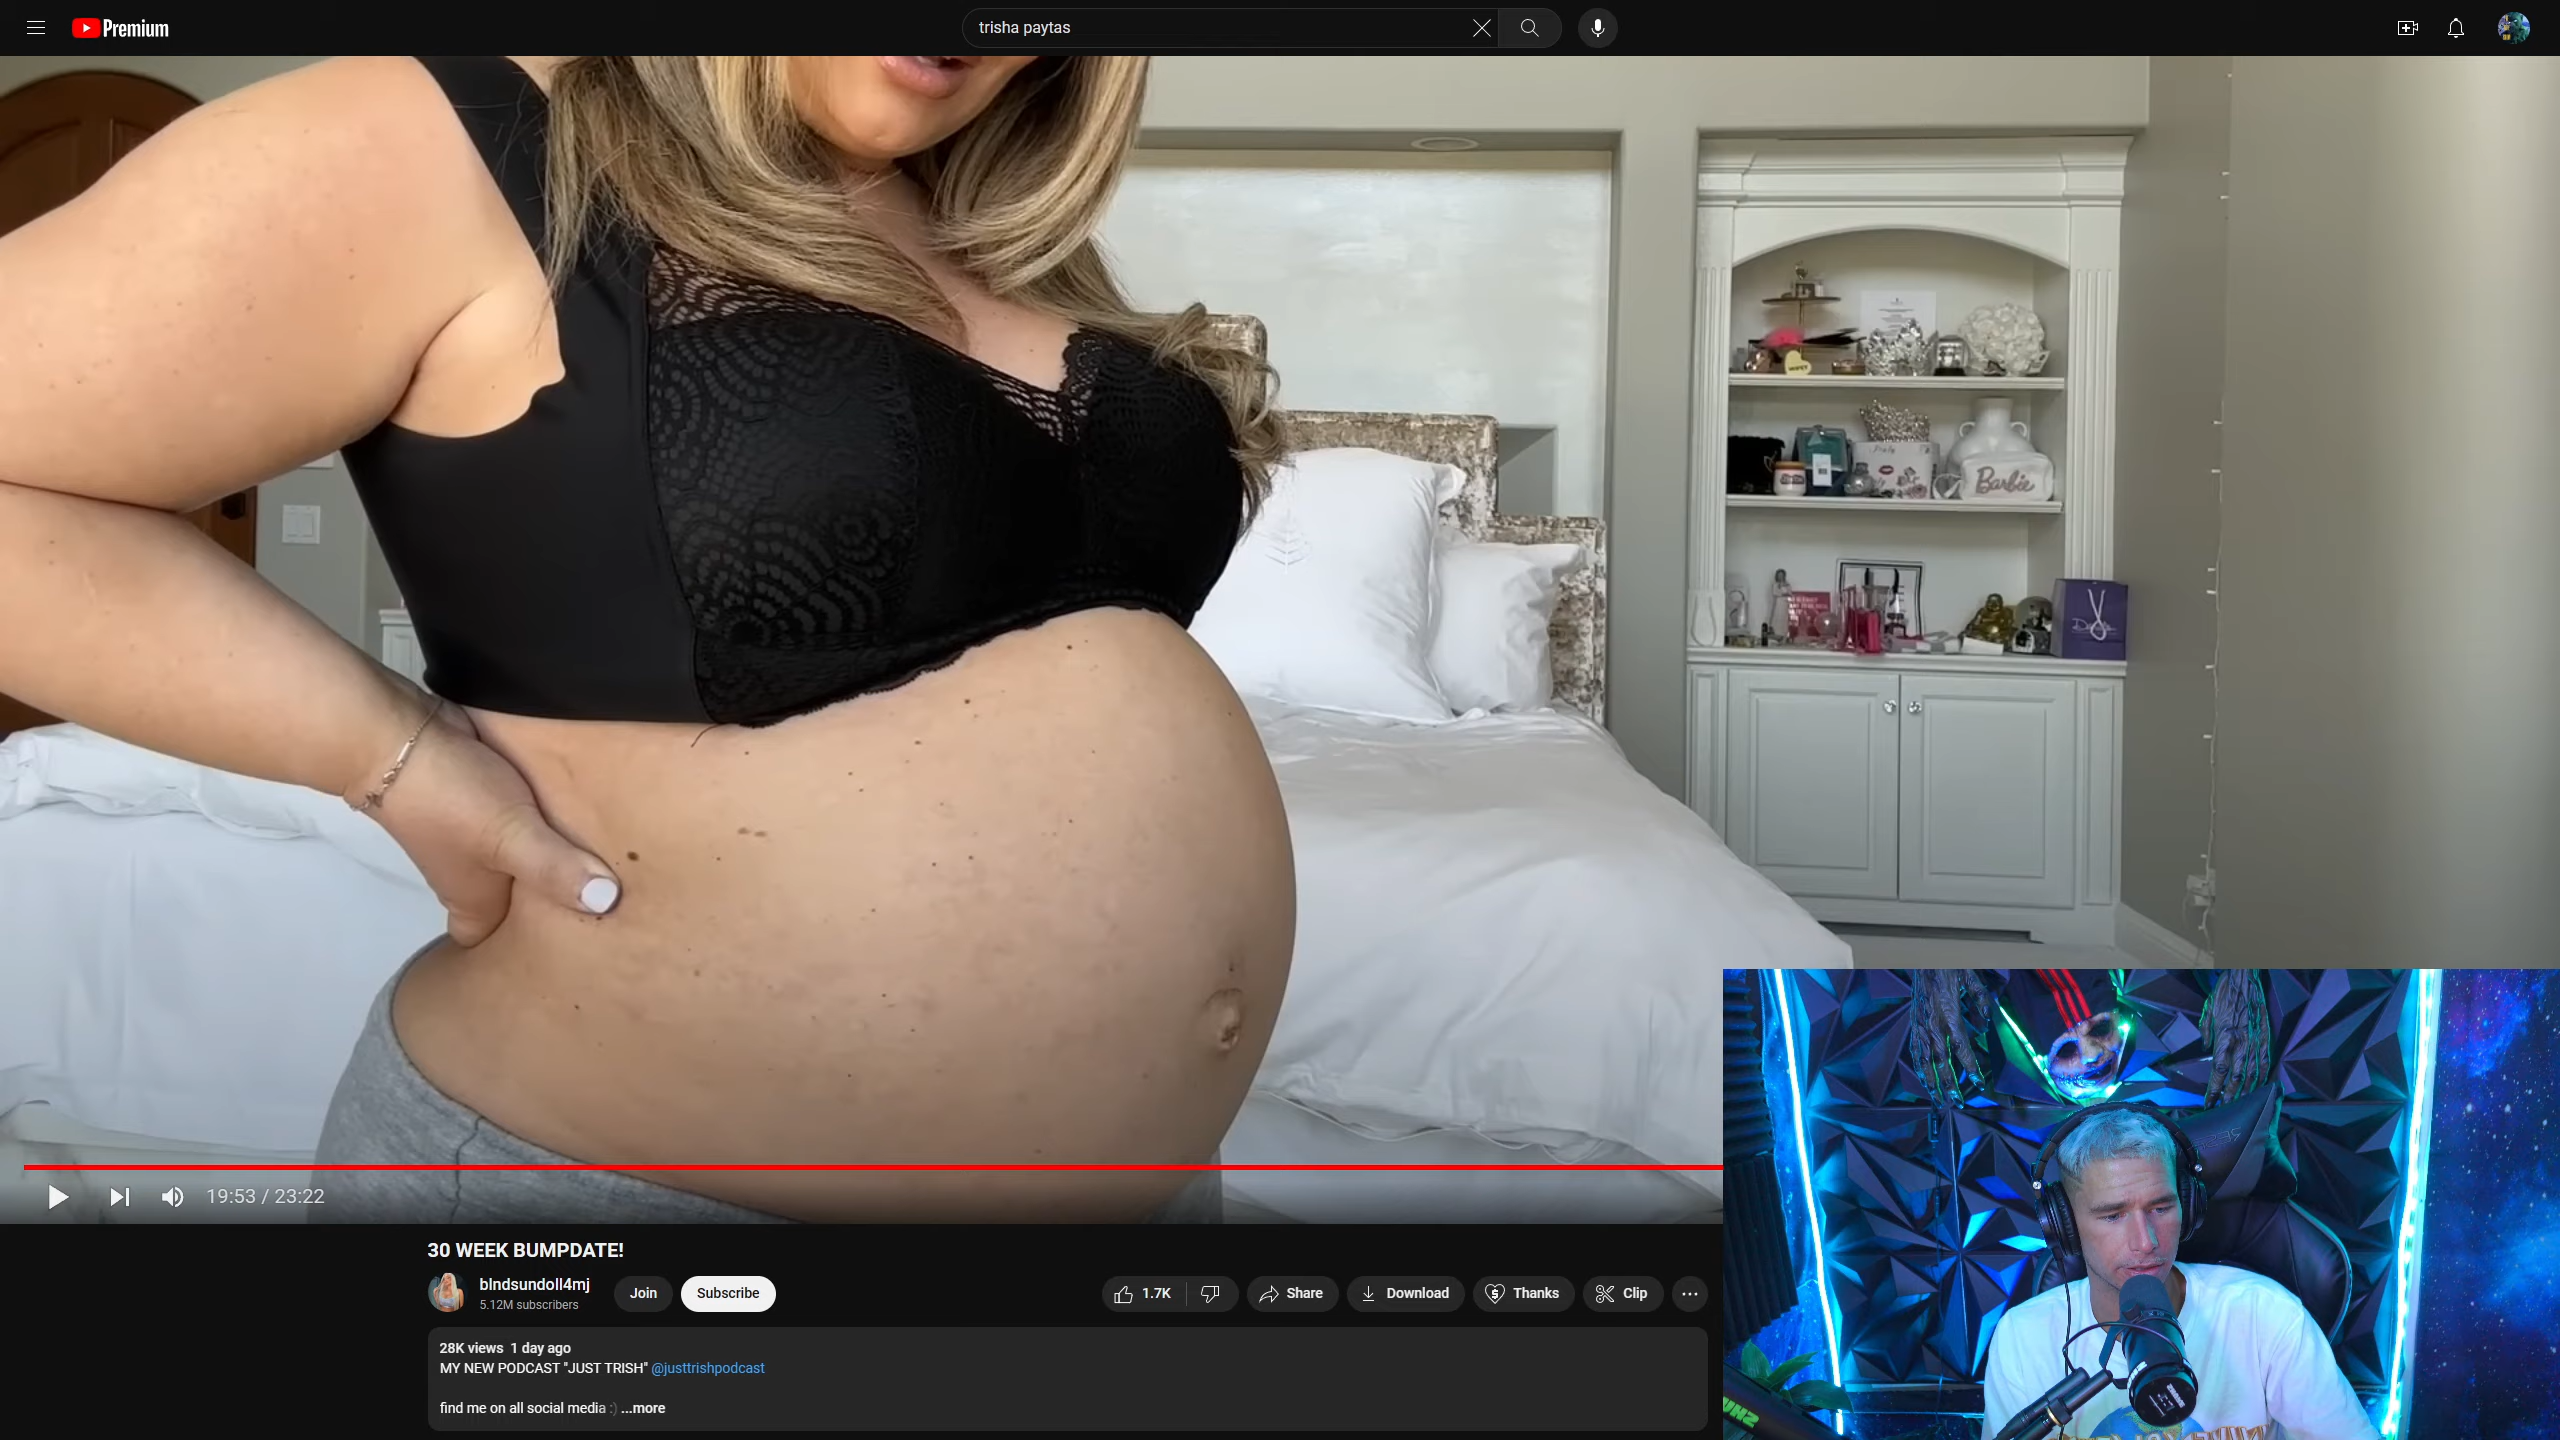 Premium
trisha paytas
Barbie
19:53 / 23:22
30 WEEK BUMPDATE!
blndsundoll4mj
5.12M subscribers
Join
Subscribe
1.7K
Share
Download
Thanks
Clip
28K views 1 day ago
MY NEW PODCAST "JUST TRISH" @justtrishpodcast
find me on all social media :) ...more